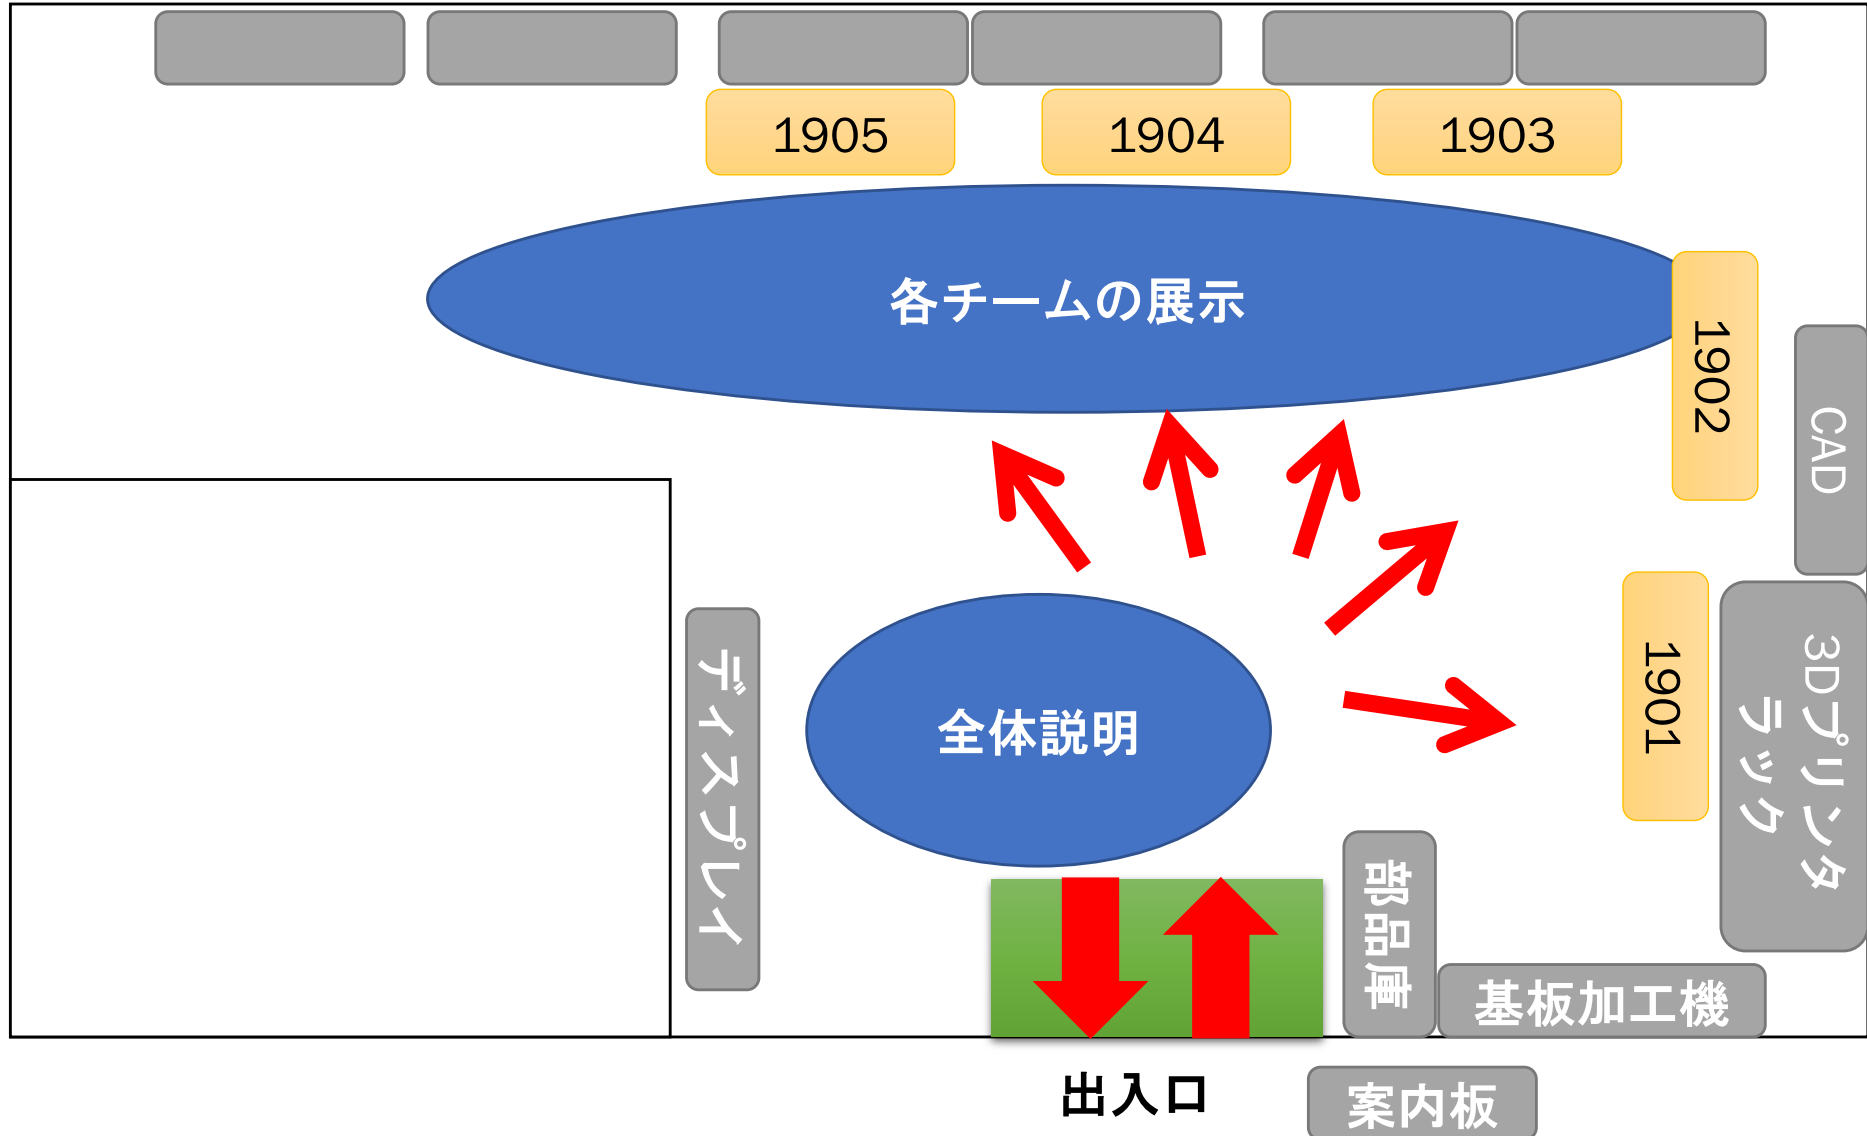 1905
1904
1903
各チームの展示
1902
CAD
全体説明
1901
3Dプリンタ
ラック
ディスプレイ
部品庫
基板加工機
出入口
案内板